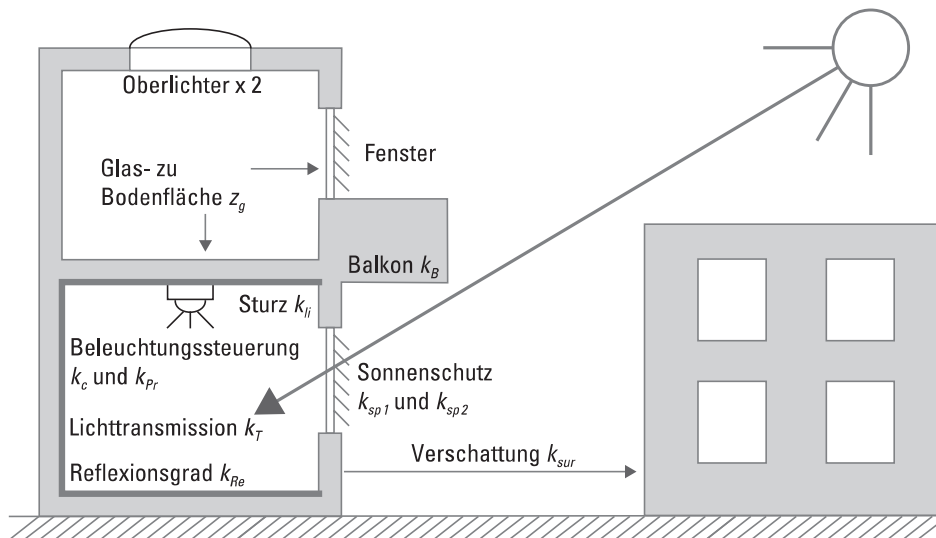 Oberlichter x 2
Fenster
Glas- zu
Bodenfläche z_g
Balkon k_B
Sturz k_li
Beleuchtungssteuerung
k_c und k_Pr
Sonnenschutz
k_sp1 und k_sp2
Lichttransmission k_T
Verschattung k_sur
Reflexionsgrad k_Re